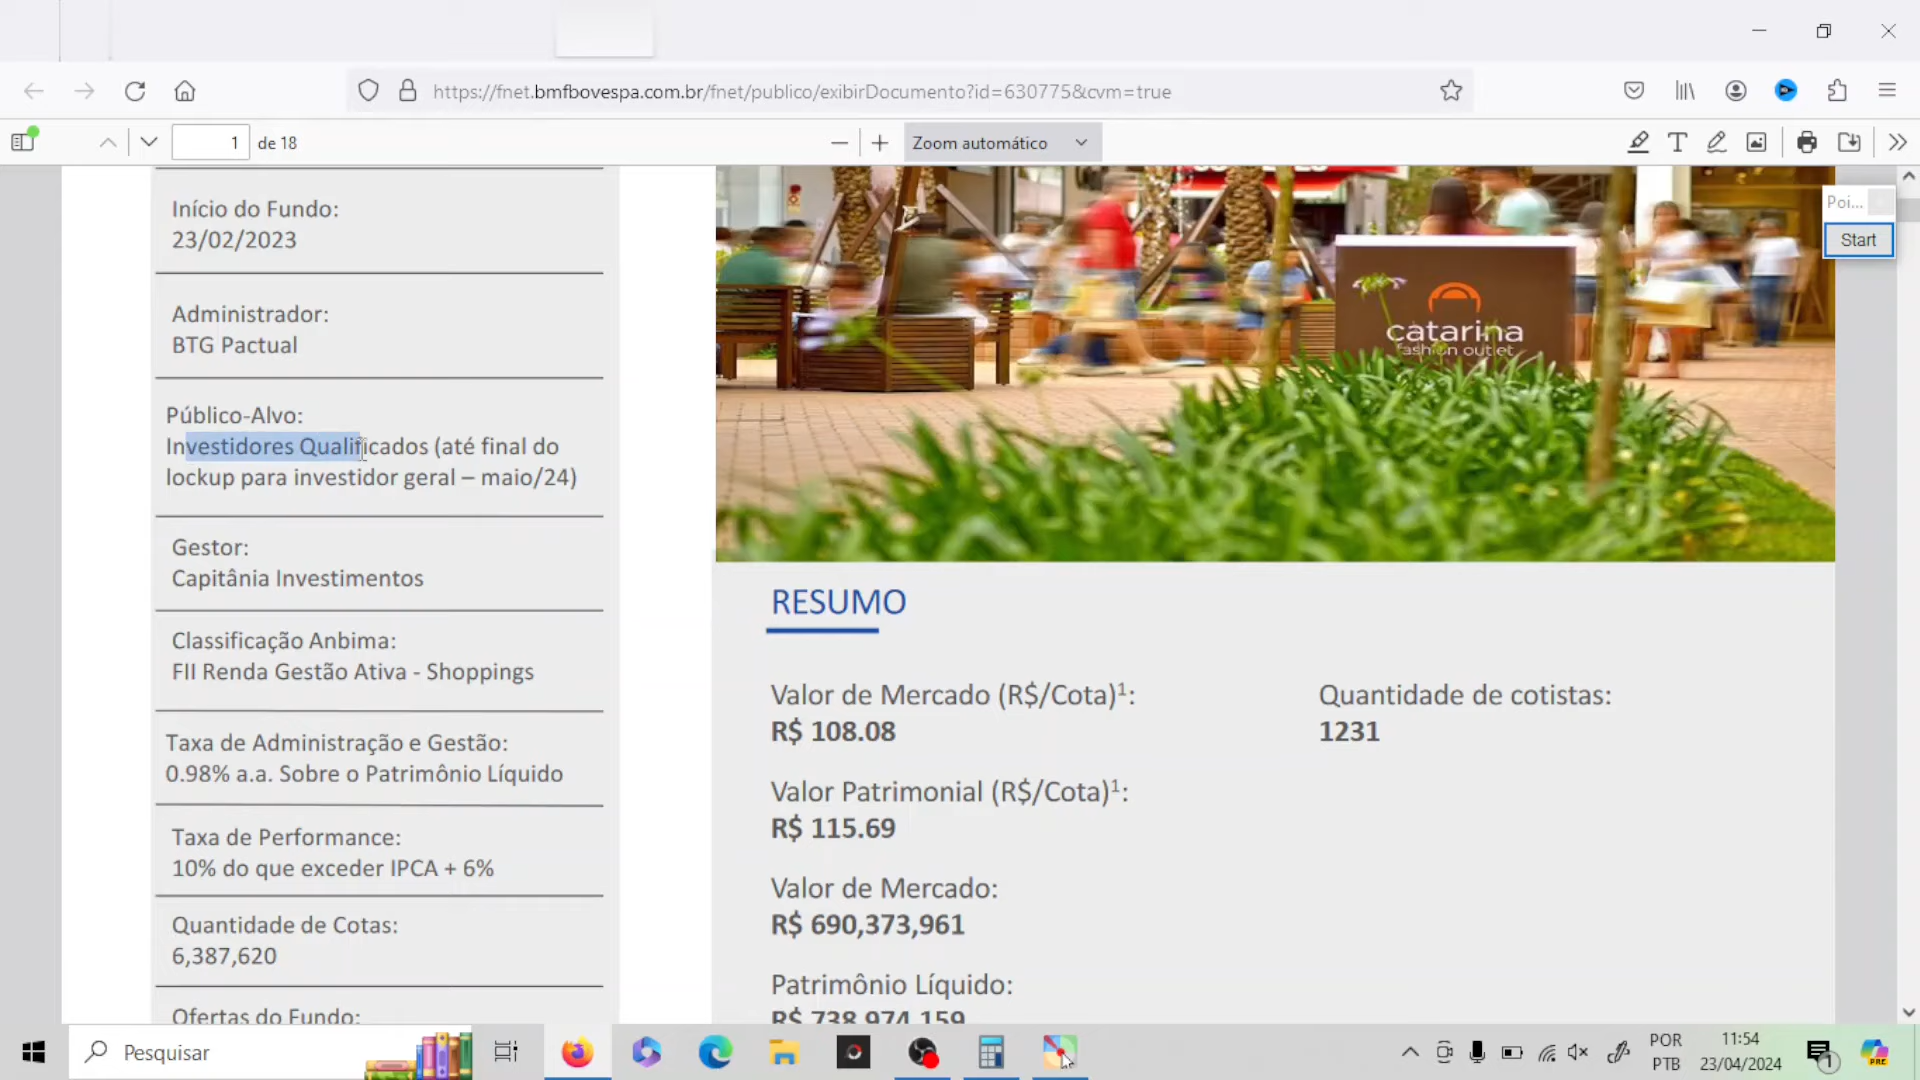 https://fnet.bmfbovespa.com.br/fnet/publico/exibirDocumento?id=630775&cvm=true
1 de 18
Zoom automático
Poi...
Start
Início do Fundo:
23/02/2023
Administrador:
BTG Pactual
Público-Alvo:
Investidores Qualificados (até final do
lockup para investidor geral – maio/24)
Gestor:
Capitânia Investimentos
Classificação Anbima:
FII Renda Gestão Ativa - Shoppings
Taxa de Administração e Gestão:
0.98% a.a. Sobre o Patrimônio Líquido
Taxa de Performance:
10% do que exceder IPCA + 6%
Quantidade de Cotas:
6,387,620
Ofertas do Fundo:
catarina
fashion outlet
RESUMO
Valor de Mercado (R$/Cota)¹:
R$ 108.08
Quantidade de cotistas:
1231
Valor Patrimonial (R$/Cota)¹:
R$ 115.69
Valor de Mercado:
R$ 690,373,961
Patrimônio Líquido:
R$ 738,974,159
Pesquisar
POR
PTB
11:54
23/04/2024
1
PRE